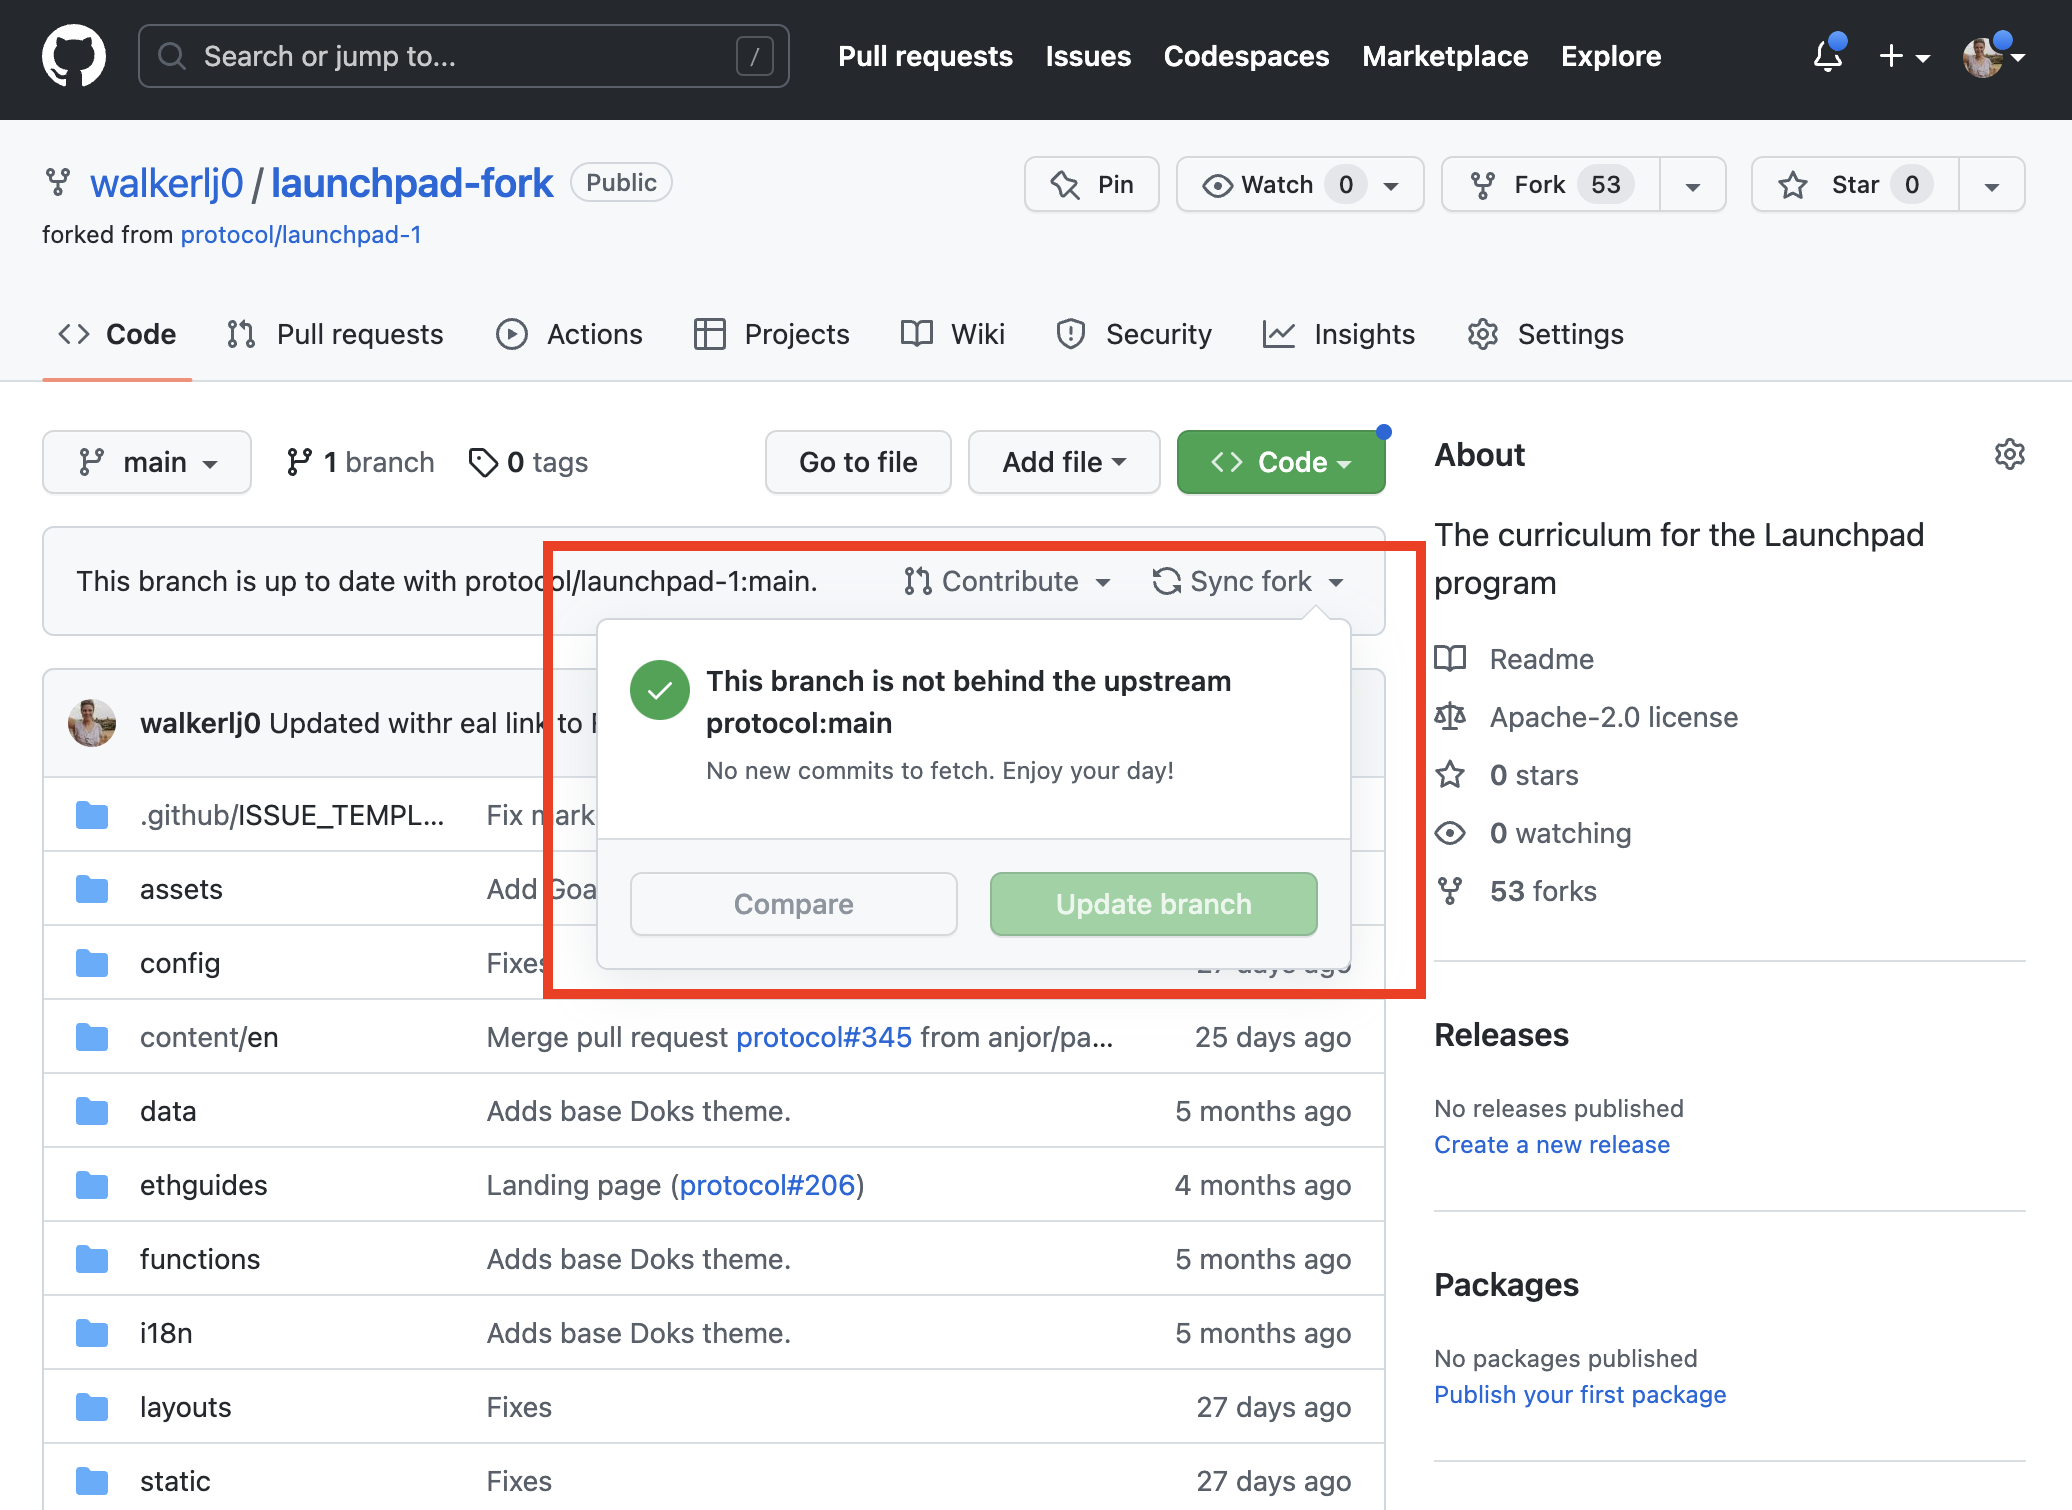 Search or jump to... /
Pull requests Issues Codespaces Marketplace Explore
walkerlj0 / launchpad-fork Public
Pin Watch 0 Fork 53 Star 0
forked from protocol/launchpad-1
Code Pull requests Actions Projects Wiki Security Insights Settings
main 1 branch 0 tags Go to file Add file Code
This branch is up to date with protocol/launchpad-1:main. Contribute Sync fork
This branch is not behind the upstream
protocol:main
No new commits to fetch. Enjoy your day!
Compare Update branch
walkerlj0 Updated withr eal link to
.github/ISSUE_TEMPL... Fix mark
assets Add Goa
config Fixes 27 days ago
content/en Merge pull request protocol#345 from anjor/pa... 25 days ago
data Adds base Doks theme. 5 months ago
ethguides Landing page (protocol#206) 4 months ago
functions Adds base Doks theme. 5 months ago
i18n Adds base Doks theme. 5 months ago
layouts Fixes 27 days ago
static Fixes 27 days ago
About
The curriculum for the Launchpad
program
Readme
Apache-2.0 license
0 stars
0 watching
53 forks
Releases
No releases published
Create a new release
Packages
No packages published
Publish your first package